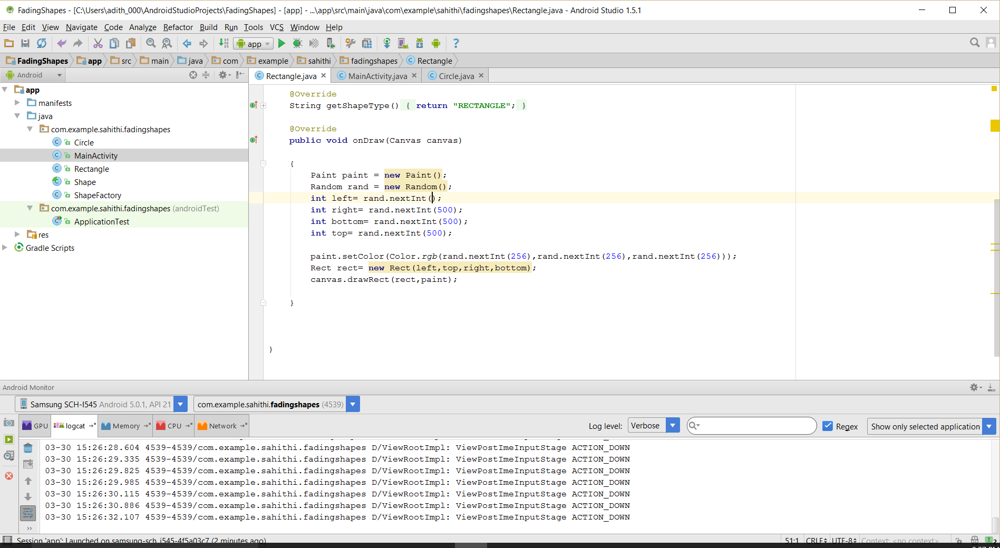 FadingShapes - [C:\Users\adith_000\AndroidStudioProjects\FadingShapes] - [app] - ...\app\src\main\java\com\example\sahithi\fadingshapes\Rectangle.java - Android Studio 1.5.1
File Edit View Navigate Code Analyze Refactor Build Run Tools VCS Window Help
app
FadingShapes app src main java com example sahithi fadingshapes Rectangle
Android
Rectangle.java MainActivity.java Circle.java
app
manifests
java
com.example.sahithi.fadingshapes
Circle
MainActivity
Rectangle
Shape
ShapeFactory
com.example.sahithi.fadingshapes (androidTest)
ApplicationTest
res
Gradle Scripts
@Override
String getShapeType() { return "RECTANGLE"; }
@Override
public void onDraw(Canvas canvas)
{
Paint paint = new Paint();
Random rand = new Random();
int left= rand.nextInt();
int right= rand.nextInt(500);
int bottom= rand.nextInt(500);
int top= rand.nextInt(500);
paint.setColor(Color.rgb(rand.nextInt(256),rand.nextInt(256),rand.nextInt(256)));
Rect rect= new Rect(left,top,right,bottom);
canvas.drawRect(rect,paint);
}
}
Android Monitor
Samsung SCH-I545 Android 5.0.1, API 21
com.example.sahithi.fadingshapes (4539)
GPU logcat Memory CPU Network
Log level: Verbose Regex Show only selected application
03-30 15:26:28.604 4539-4539/com.example.sahithi.fadingshapes D/ViewRootImpl: ViewPostImeInputStage ACTION_DOWN
03-30 15:26:29.335 4539-4539/com.example.sahithi.fadingshapes D/ViewRootImpl: ViewPostImeInputStage ACTION_DOWN
03-30 15:26:29.825 4539-4539/com.example.sahithi.fadingshapes D/ViewRootImpl: ViewPostImeInputStage ACTION_DOWN
03-30 15:26:29.985 4539-4539/com.example.sahithi.fadingshapes D/ViewRootImpl: ViewPostImeInputStage ACTION_DOWN
03-30 15:26:30.115 4539-4539/com.example.sahithi.fadingshapes D/ViewRootImpl: ViewPostImeInputStage ACTION_DOWN
03-30 15:26:30.886 4539-4539/com.example.sahithi.fadingshapes D/ViewRootImpl: ViewPostImeInputStage ACTION_DOWN
03-30 15:26:32.107 4539-4539/com.example.sahithi.fadingshapes D/ViewRootImpl: ViewPostImeInputStage ACTION_DOWN
Session 'app': Launched on samsung-sch_i545-4f5a03c7 (2 minutes ago)
51:1 CRLF UTF-8 Context: <no context> 2